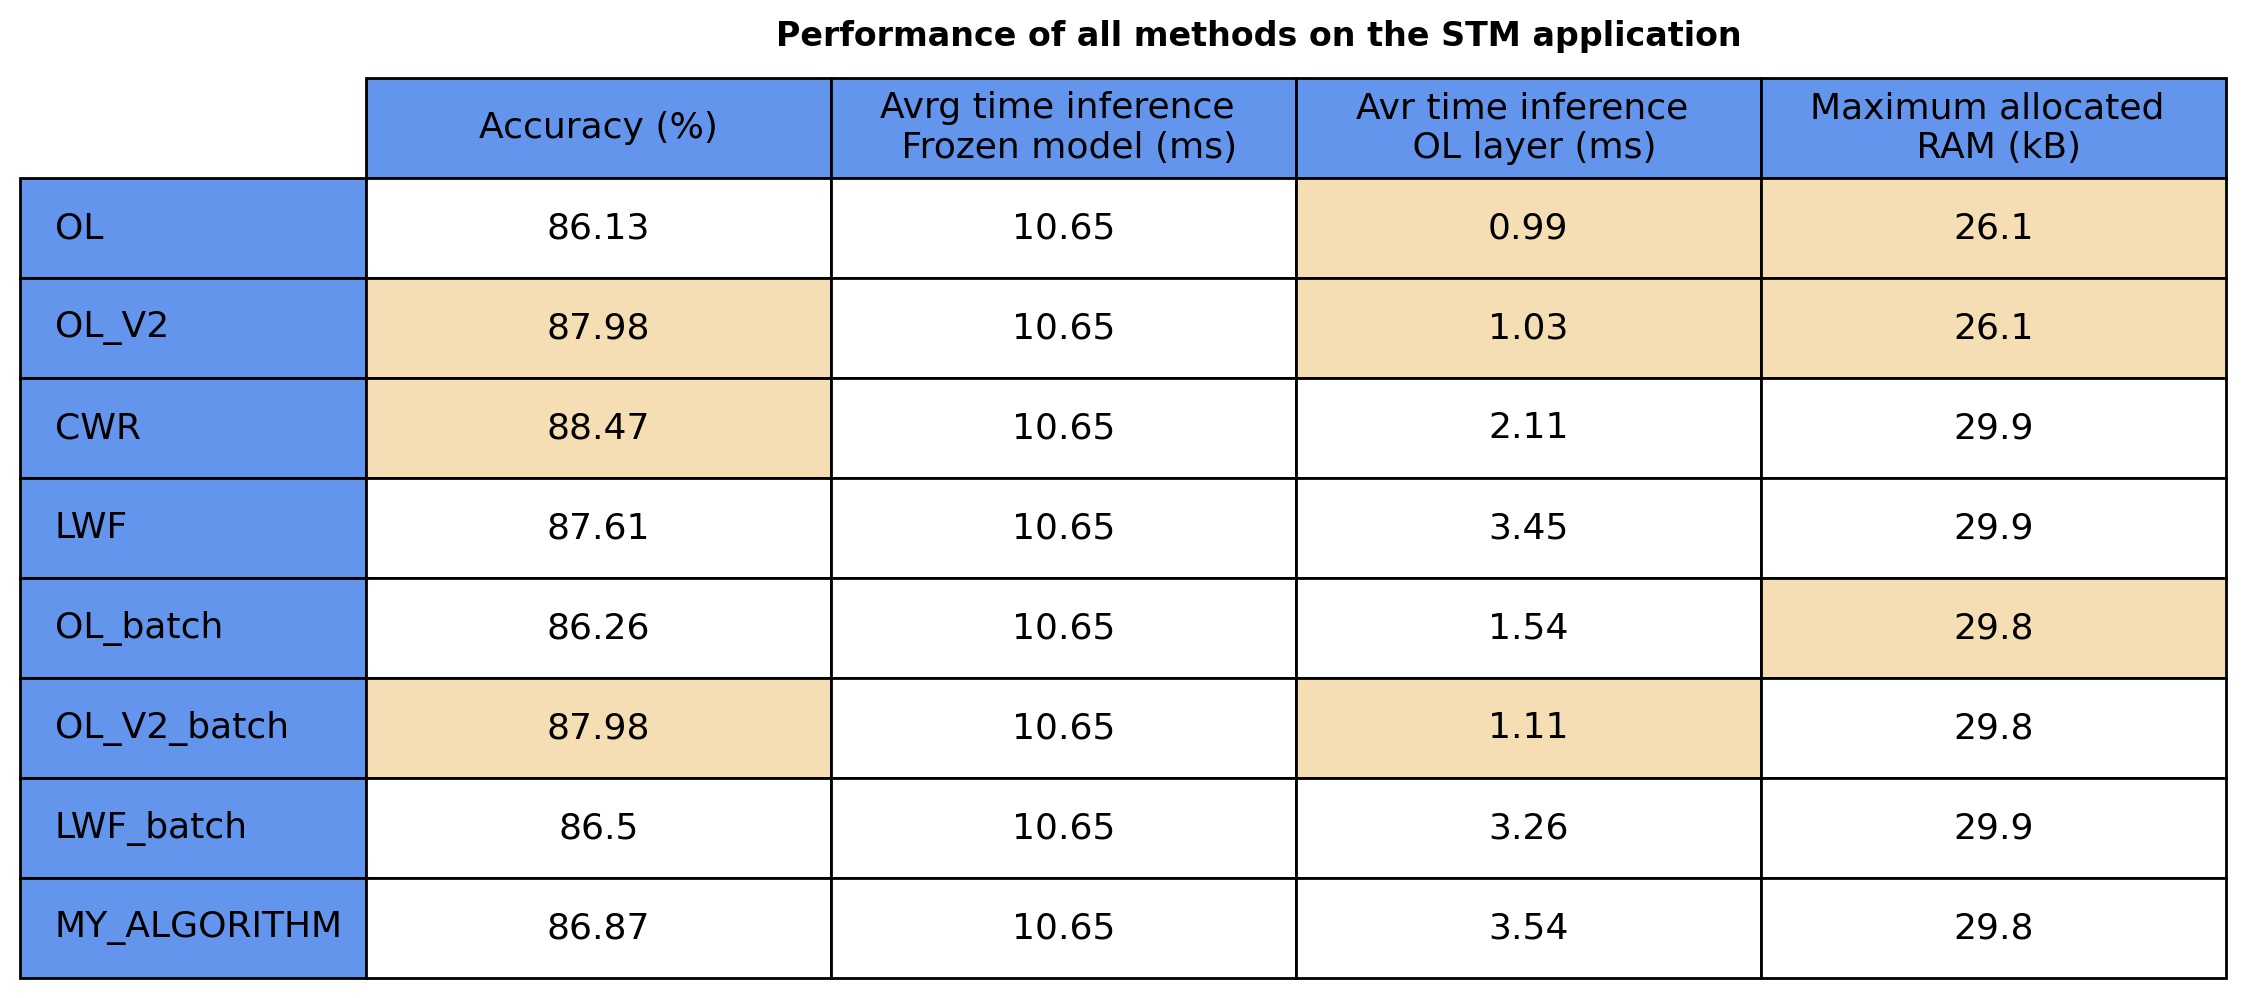 Performance of all methods on the STM application
Accuracy (%)
Avrg time inference
Frozen model (ms)
Avr time inference
OL layer (ms)
Maximum allocated
RAM (kB)
OL 86.13 10.65 0.99 26.1
OL_V2 87.98 10.65 1.03 26.1
CWR 88.47 10.65 2.11 29.9
LWF 87.61 10.65 3.45 29.9
OL_batch 86.26 10.65 1.54 29.8
OL_V2_batch 87.98 10.65 1.11 29.8
LWF_batch 86.5 10.65 3.26 29.9
MY_ALGORITHM 86.87 10.65 3.54 29.8